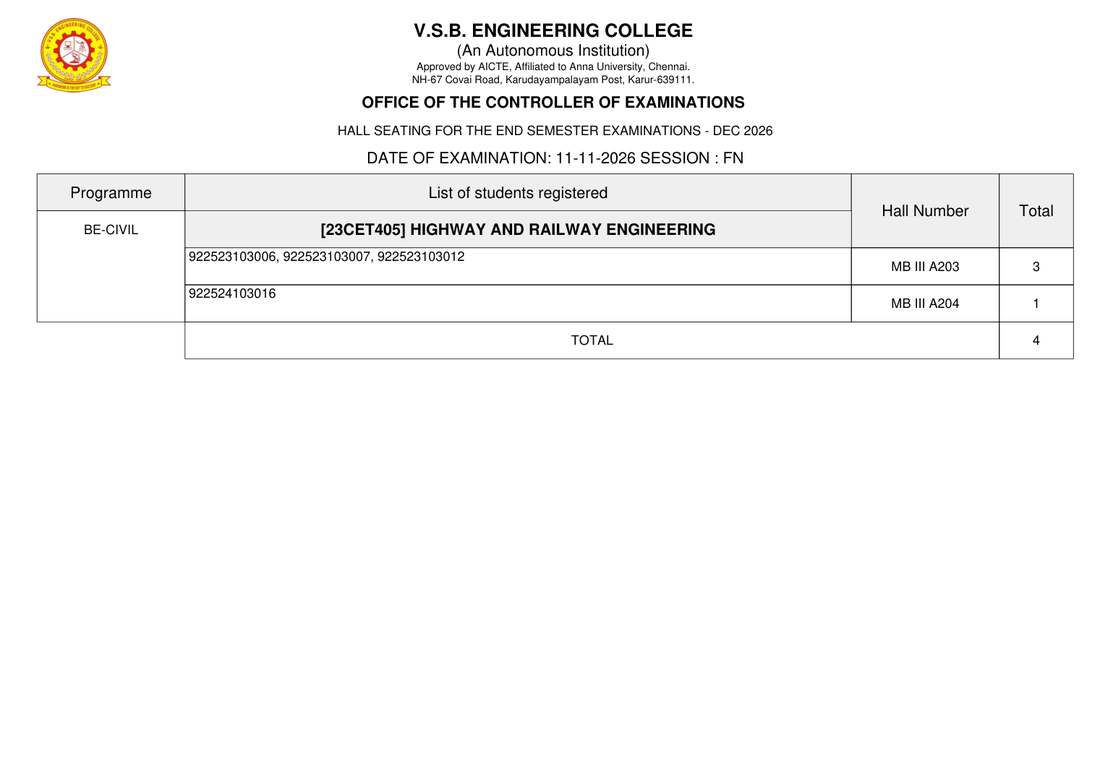 V.S.B. ENGINEERING COLLEGE
(An Autonomous Institution)
Approved by AICTE, Affiliated to Anna University, Chennai.
NH-67 Covai Road, Karudayampalayam Post, Karur-639111.
OFFICE OF THE CONTROLLER OF EXAMINATIONS
HALL SEATING FOR THE END SEMESTER EXAMINATIONS - DEC 2026
DATE OF EXAMINATION: 11-11-2026 SESSION : FN
Programme List of students registered Hall Number Total
BE-CIVIL [23CET405] HIGHWAY AND RAILWAY ENGINEERING
922523103006, 922523103007, 922523103012 MB III A203 3
922524103016 MB III A204 1
TOTAL 4